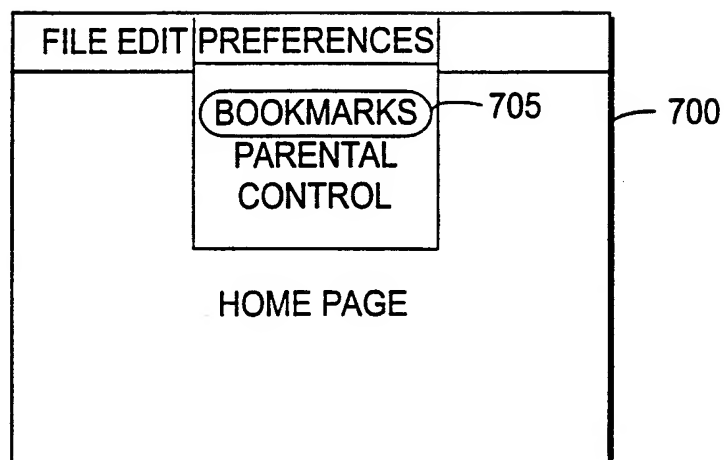 FILE EDIT PREFERENCES
BOOKMARKS 705 700
PARENTAL
CONTROL
HOME PAGE